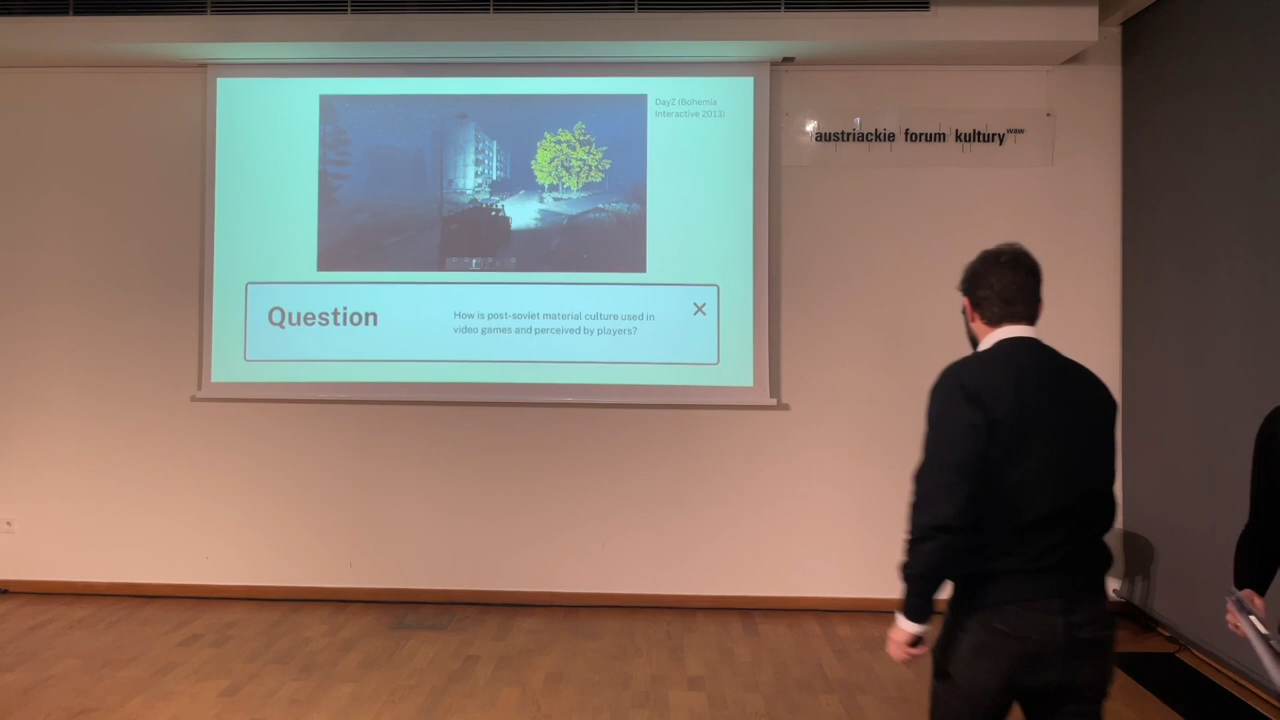 DayZ (Bohemia
Interactive 2013)
austriackie forum kultury waw
Question
How is post-soviet material culture used in
video games and perceived by players?